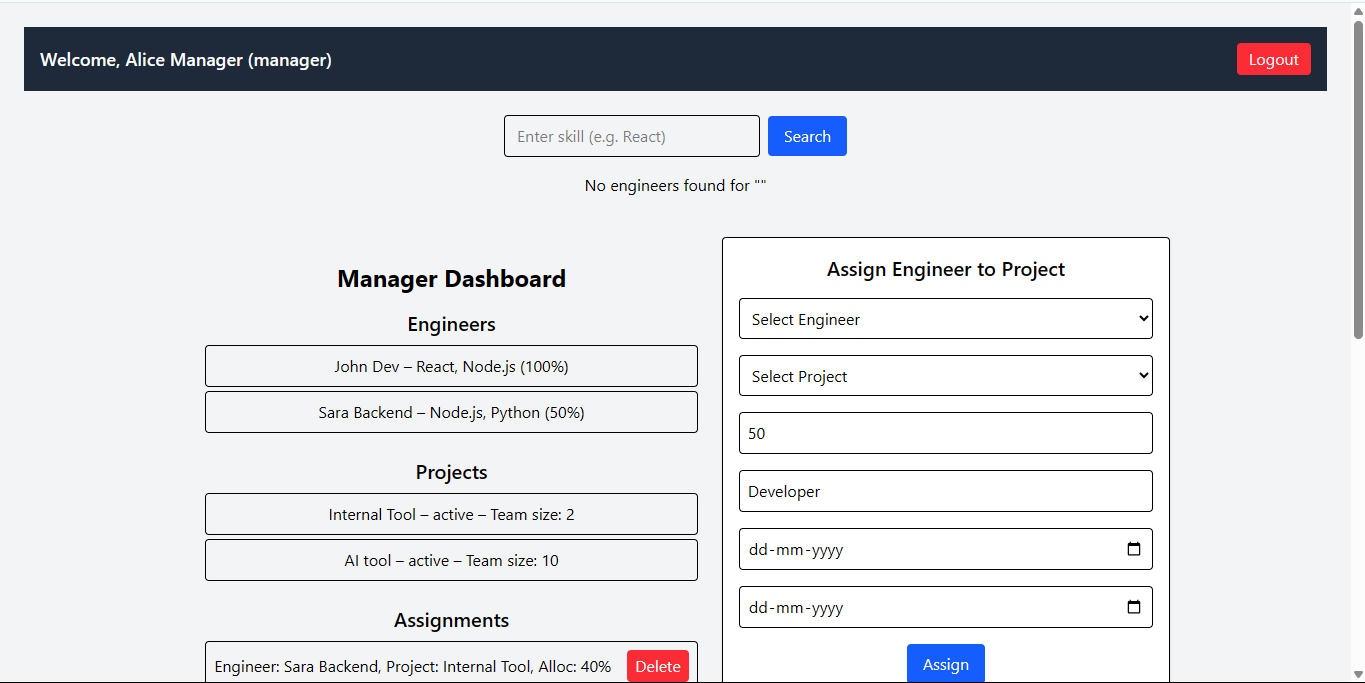 Welcome, Alice Manager (manager)
Logout
Enter skill (e.g. React)
Search
No engineers found for ""
Manager Dashboard
Engineers
John Dev – React, Node.js (100%)
Sara Backend – Node.js, Python (50%)
Projects
Internal Tool – active – Team size: 2
AI tool – active – Team size: 10
Assignments
Engineer: Sara Backend, Project: Internal Tool, Alloc: 40%
Delete
Assign Engineer to Project
Select Engineer
Select Project
50
Developer
dd-mm-yyyy
dd-mm-yyyy
Assign